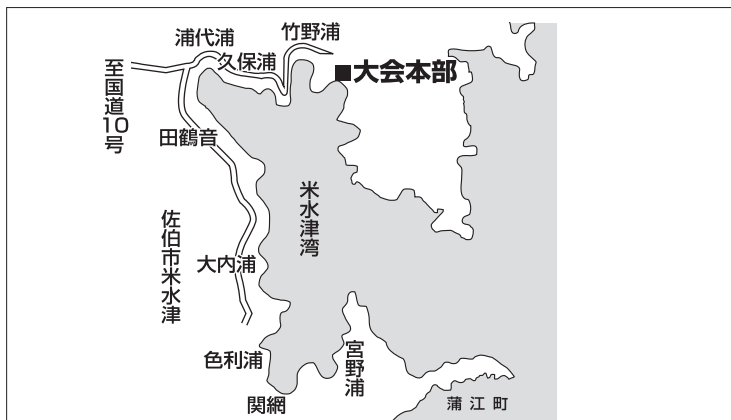 竹野浦
浦代浦
久保浦
■大会本部
至国道10号
田鶴音
米水津湾
佐伯市米水津
大内浦
色利浦
宮野浦
関網
蒲江町